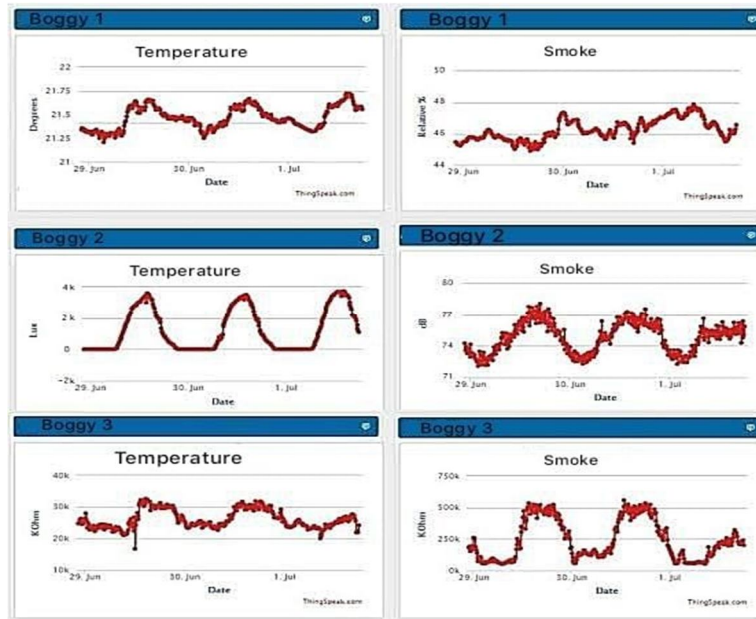 Boggy 1
Temperature
22
21.75
21.5
21.25
21
Degrees
29. Jun
30. Jun
1. Jul
Date
ThingSpeak.com
Boggy 1
Smoke
50
48
46
44
Relative %
29. Jun
30. Jun
1. Jul
Date
ThingSpeak.com
Boggy 2
Temperature
4k
2k
0
-2k
Lux
29. Jun
30. Jun
1. Jul
Date
Boggy 2
Smoke
80
77
74
71
dB
29. Jun
30. Jun
1. Jul
Date
Boggy 3
Temperature
40k
30k
20k
10k
KOhm
29. Jun
30. Jun
1. Jul
Date
ThingSpeak.com
Boggy 3
Smoke
750k
500k
250k
0k
KOhm
29. Jun
30. Jun
1. Jul
Date
ThingSpeak.com